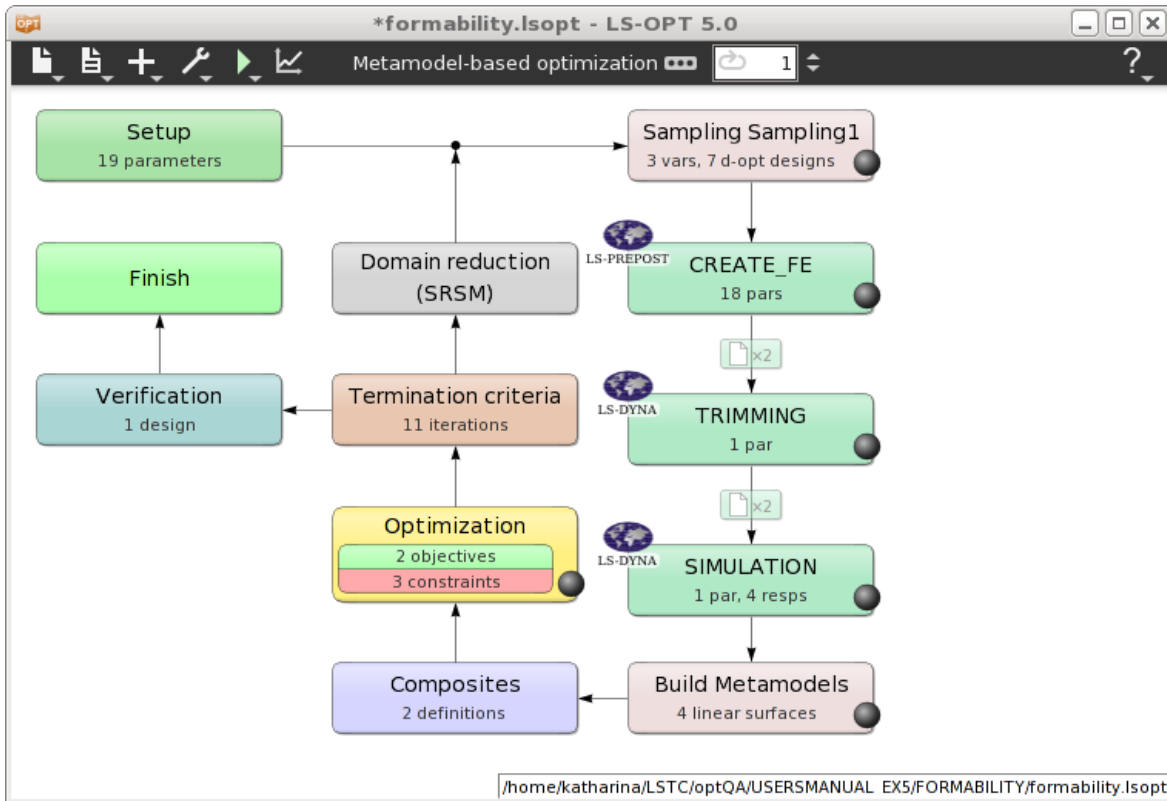 *formability.lsopt - LS-OPT 5.0
OPT
Metamodel-based optimization
1
?
Setup
19 parameters
Sampling Sampling1
3 vars, 7 d-opt designs
Finish
Domain reduction
(SRSM)
LS-PREPOST
CREATE_FE
18 pars
×2
Verification
1 design
Termination criteria
11 iterations
LS-DYNA
TRIMMING
1 par
×2
Optimization
2 objectives
3 constraints
LS-DYNA
SIMULATION
1 par, 4 resps
Composites
2 definitions
Build Metamodels
4 linear surfaces
/home/katharina/LSTC/optQA/USERSMANUAL_EX5/FORMABILITY/formability.lsopt